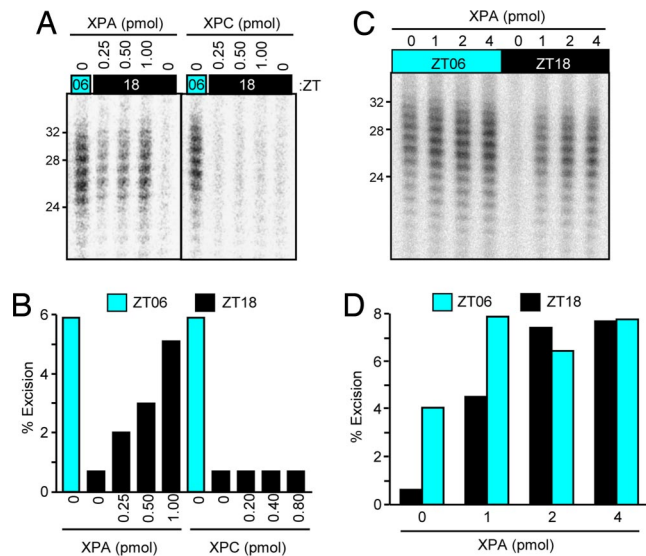 A
XPA (pmol)
0 0.25 0.50 1.00 0
XPC (pmol)
0 0.25 0.50 1.00 0
06 18 06 18 :ZT
32
28
24
C
XPA (pmol)
0 1 2 4 0 1 2 4
ZT06 ZT18
32
28
24
B
ZT06 ZT18
% Excision
6
4
2
0
0 0 0.25 0.50 1.00 0 0 0.20 0.40 0.80
XPA (pmol) XPC (pmol)
D
ZT06 ZT18
% Excision
8
6
4
2
0
0 1 2 4
XPA (pmol)